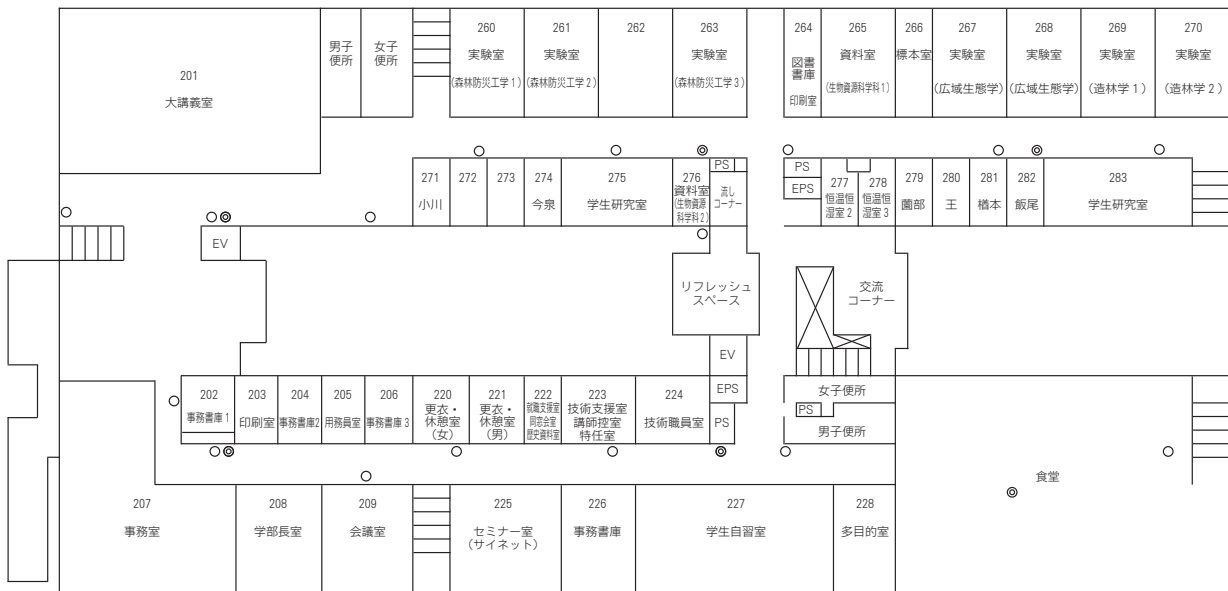 201
大講義室
男子
便所
女子
便所
260
実験室
(森林防災工学1)
261
実験室
(森林防災工学2)
262
263
実験室
(森林防災工学3)
264
図書
書庫
印刷室
265
資料室
(生物資源科学科1)
266
標本室
267
実験室
(広域生態学)
268
実験室
(広域生態学)
269
実験室
(造林学1)
270
実験室
(造林学2)
271
小川
272
273
274
今泉
275
学生研究室
276
資料室
(生物資源
科学科2)
PS
流し
コーナー
PS
EPS
277
恒温恒
湿室2
278
恒温恒
湿室3
279
薗部
280
王
281
楢本
282
飯尾
283
学生研究室
EV
リフレッシュ
スペース
交流
コーナー
EV
202
事務書庫1
203
印刷室
204
事務書庫2
205
用務員室
206
事務書庫3
220
更衣・
休憩室
(女)
221
更衣・
休憩室
(男)
222
就職支援室
同窓会室
歴史資料室
223
技術支援室
講師控室
特任室
224
技術職員室
EPS
PS
女子便所
PS
男子便所
207
事務室
208
学部長室
209
会議室
225
セミナー室
(サイネット)
226
事務書庫
227
学生自習室
228
多目的室
食堂